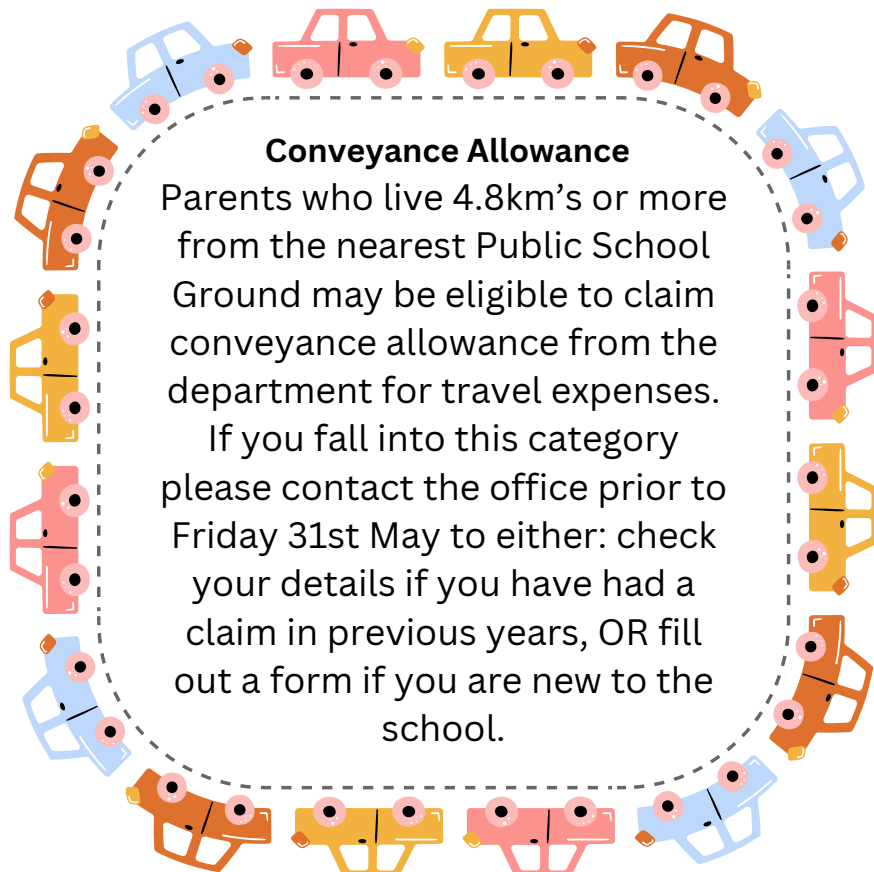 Conveyance Allowance
Parents who live 4.8km’s or more
from the nearest Public School
Ground may be eligible to claim
conveyance allowance from the
department for travel expenses.
If you fall into this category
please contact the office prior to
Friday 31st May to either: check
your details if you have had a
claim in previous years, OR fill
out a form if you are new to the
school.